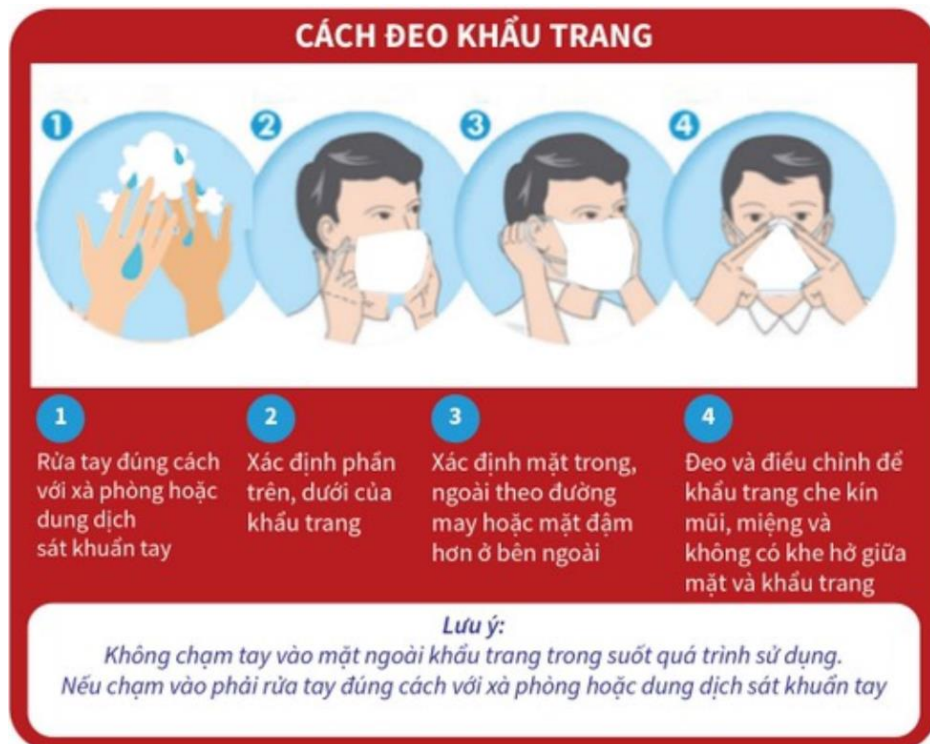 CÁCH ĐEO KHẨU TRANG
1
2
3
4
1
Rửa tay đúng cách
với xà phòng hoặc
dung dịch
sát khuẩn tay
2
Xác định phần
trên, dưới của
khẩu trang
3
Xác định mặt trong,
ngoài theo đường
may hoặc mặt đậm
hơn ở bên ngoài
4
Đeo và điều chỉnh để
khẩu trang che kín
mũi, miệng và
không có khe hở giữa
mặt và khẩu trang
Lưu ý:
Không chạm tay vào mặt ngoài khẩu trang trong suốt quá trình sử dụng.
Nếu chạm vào phải rửa tay đúng cách với xà phòng hoặc dung dịch sát khuẩn tay